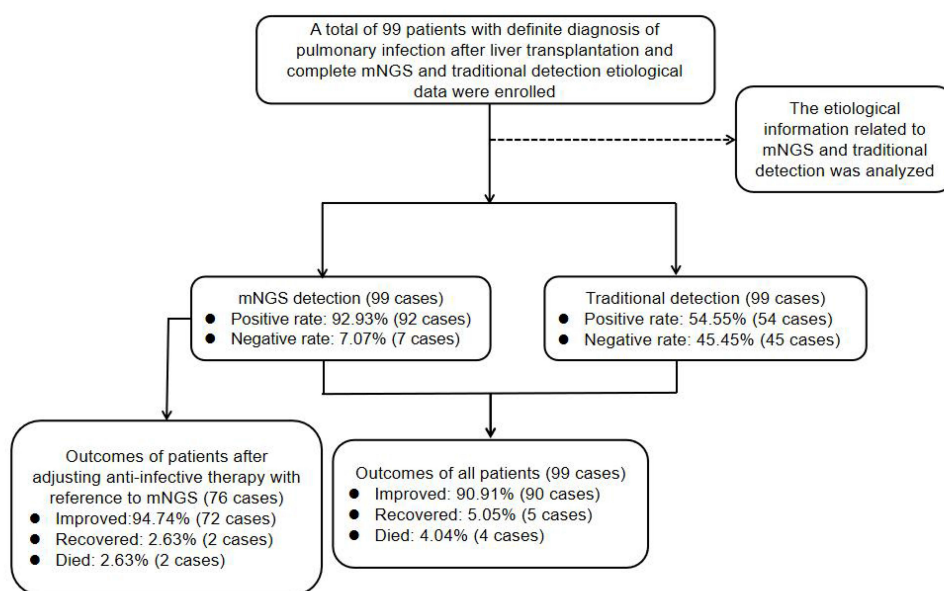 A total of 99 patients with definite diagnosis of
pulmonary infection after liver transplantation and
complete mNGS and traditional detection etiological
data were enrolled
The etiological
information related to
mNGS and traditional
detection was analyzed
mNGS detection (99 cases)
● Positive rate: 92.93% (92 cases)
● Negative rate: 7.07% (7 cases)
Traditional detection (99 cases)
● Positive rate: 54.55% (54 cases)
● Negative rate: 45.45% (45 cases)
Outcomes of patients after
adjusting anti-infective therapy with
reference to mNGS (76 cases)
● Improved:94.74% (72 cases)
● Recovered: 2.63% (2 cases)
● Died: 2.63% (2 cases)
Outcomes of all patients (99 cases)
● Improved: 90.91% (90 cases)
● Recovered: 5.05% (5 cases)
● Died: 4.04% (4 cases)